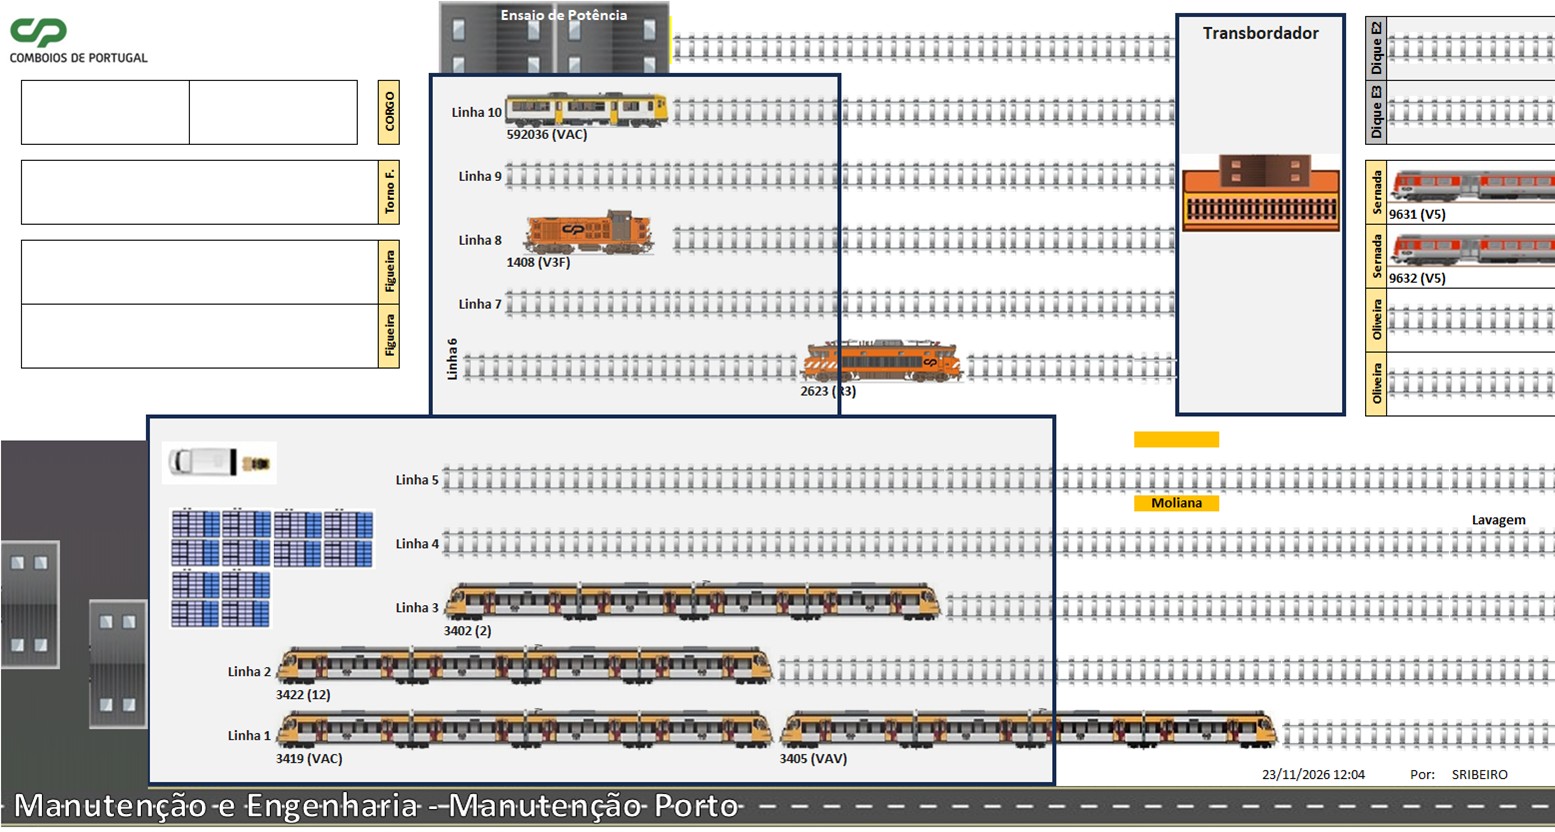 COMBOIOS DE PORTUGAL
Ensaio de Potência
Transbordador
Dique E2
Dique E3
CORGO
Torno F.
Figueira
Figueira
Linha 10
592036 (VAC)
Linha 9
Linha 8
1408 (V3F)
Linha 7
Linha 6
2623 (R3)
Sernada
9631 (V5)
Sernada
9632 (V5)
Oliveira
Oliveira
Linha 5
Moliana
Lavagem
Linha 4
Linha 3
3402 (2)
Linha 2
3422 (12)
Linha 1
3419 (VAC)
3405 (VAV)
23/11/2026 12:04 Por: SRIBEIRO
Manutenção e Engenharia - Manutenção Porto